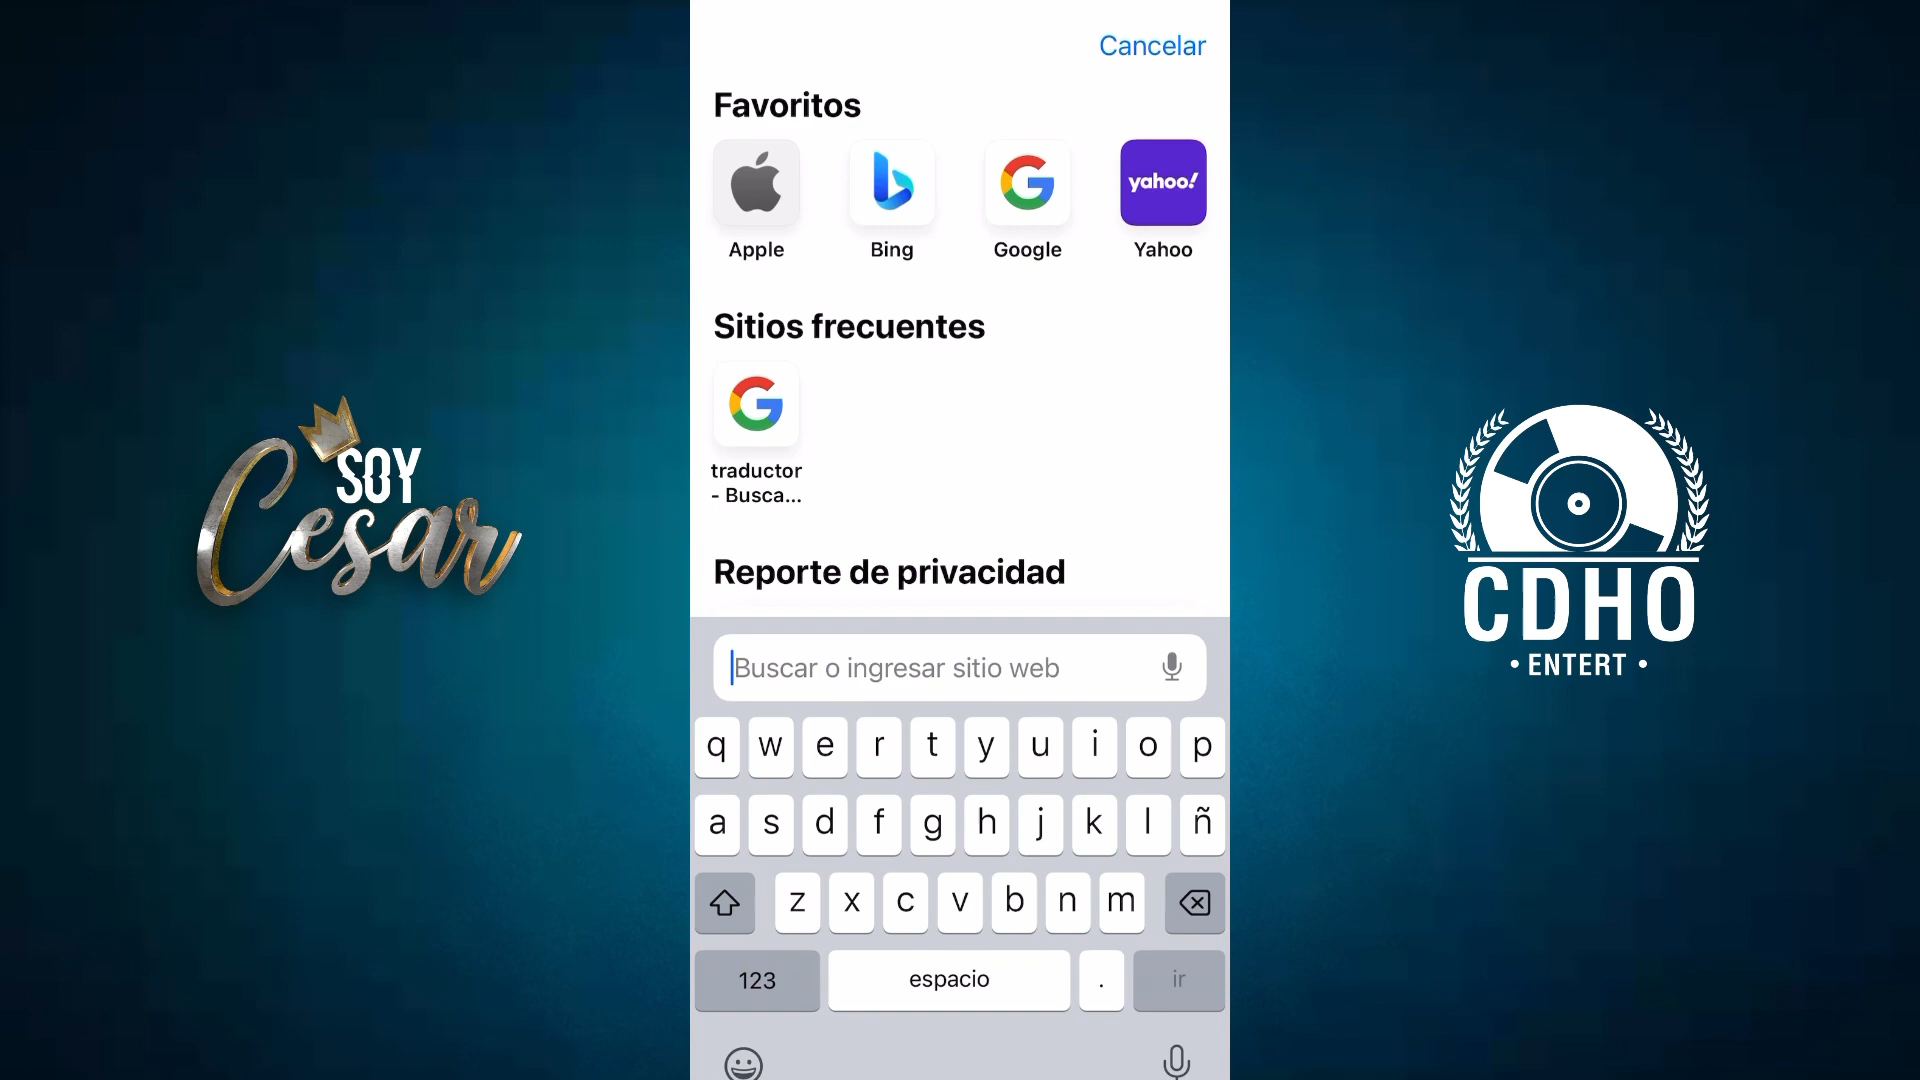 Cancelar
Favoritos
yahoo!
Apple
Bing
Google
Yahoo
Sitios frecuentes
traductor
- Busca...
Reporte de privacidad
Buscar o ingresar sitio web
q w e r t y u i o p
a s d f g h j k l ñ
z x c v b n m
123 espacio . ir
SOY
Cesar
CDHO
• ENTERT •